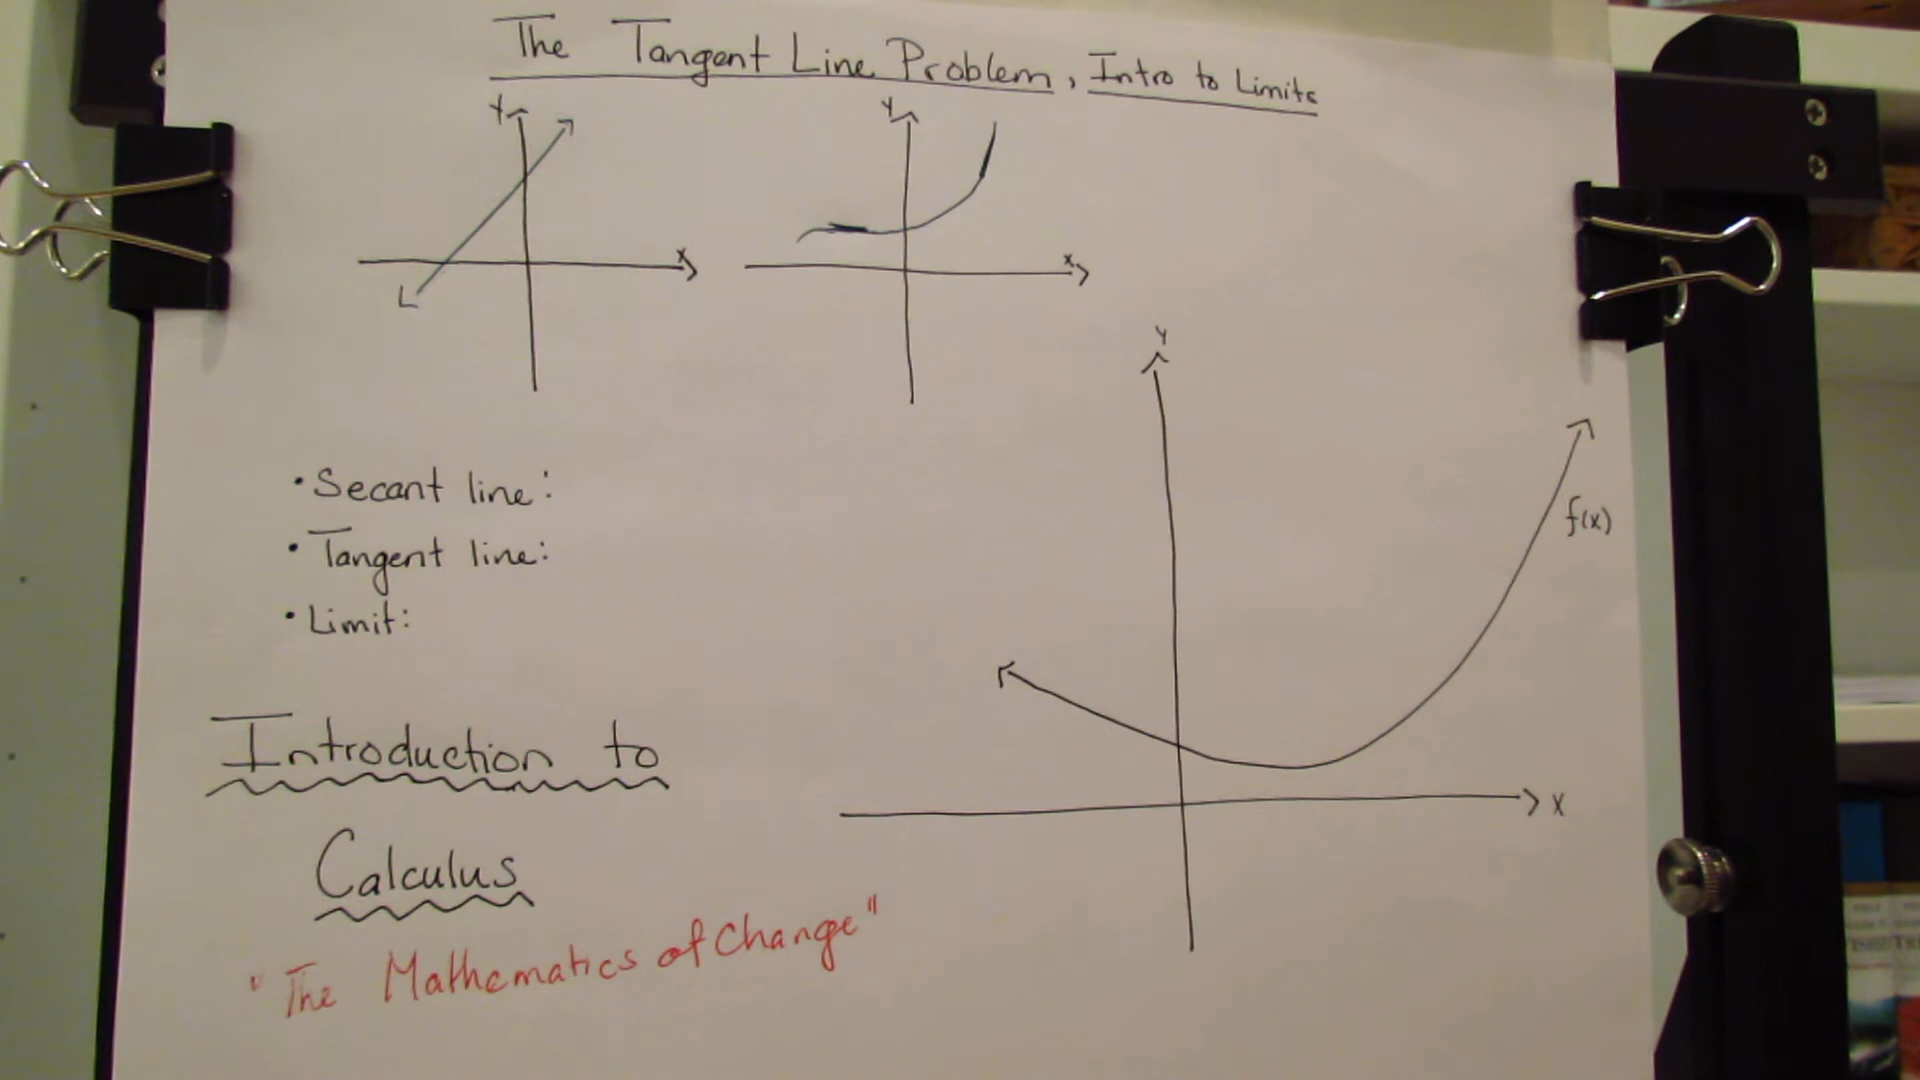 The Tangent Line Problem, Intro to Limits
Y
X
Y
X
• Secant line:
• Tangent line:
• Limit:
Y
f(x)
X
Introduction to
Calculus
"The Mathematics of Change"